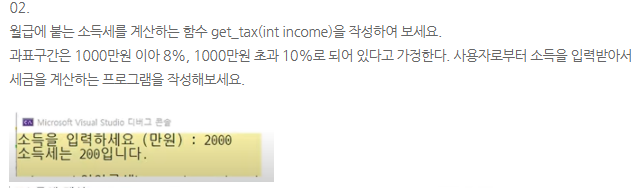 02.
월급에 붙는 소득세를 계산하는 함수 get_tax(int income)을 작성하여 보세요.
과표구간은 1000만원 이아 8%, 1000만원 초과 10%로 되어 있다고 가정한다. 사용자로부터 소득을 입력받아서
세금을 계산하는 프로그램을 작성해보세요.
Microsoft Visual Studio 디버그 콘솔
소득을 입력하세요 (만원) : 2000
소득세는 200입니다.